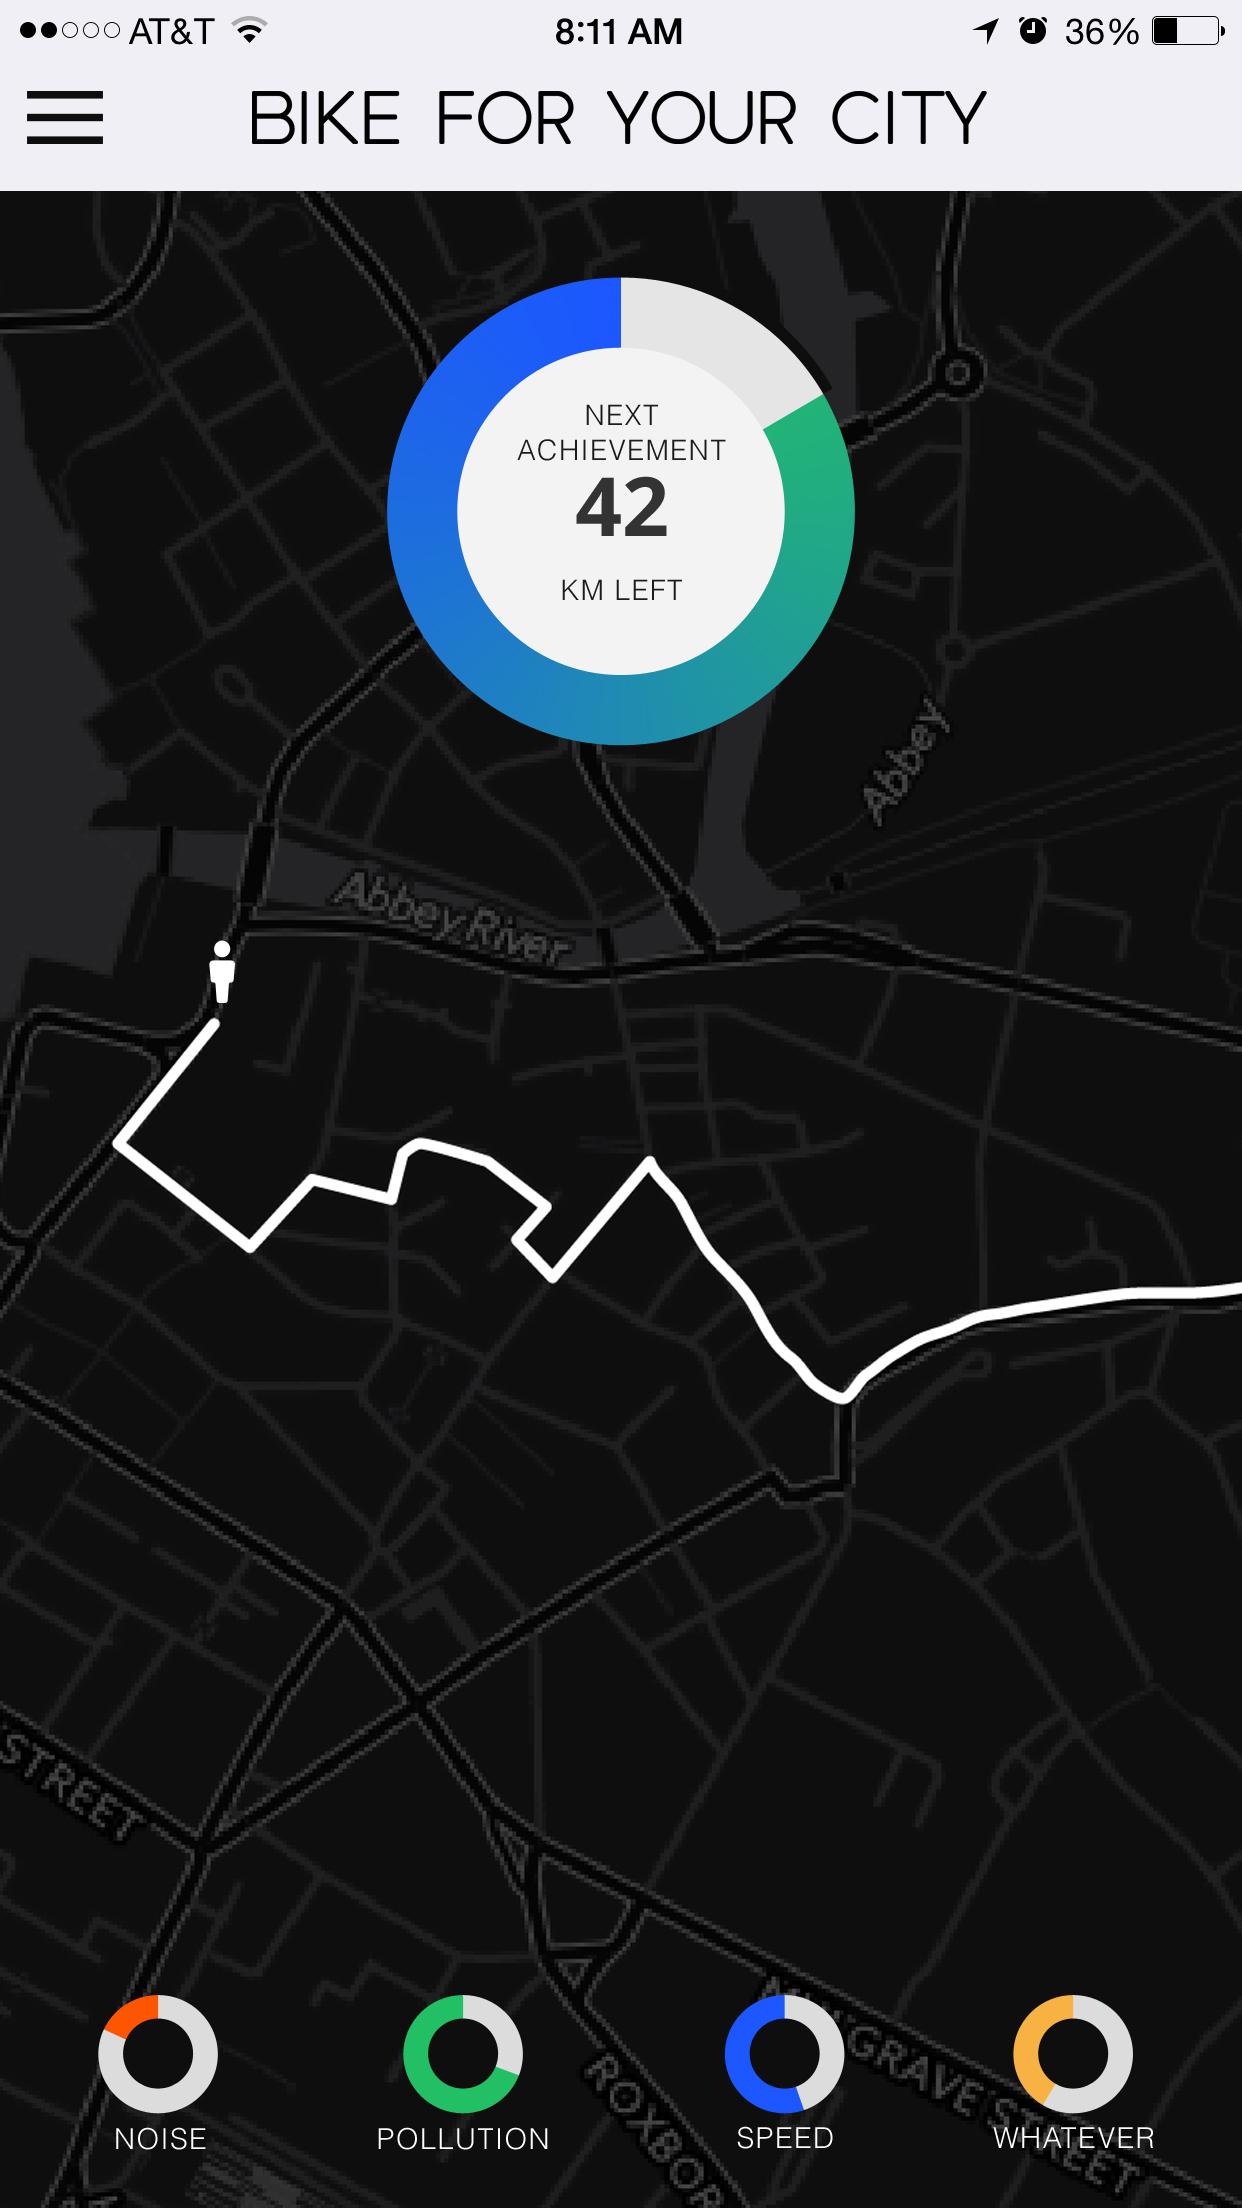 AT&T 8:11 AM 36%
BIKE FOR YOUR CITY
NEXT
ACHIEVEMENT
42
KM LEFT
Abbey
Abbey River
STREET
GRAVE STREET
ROXBOR
NOISE POLLUTION SPEED WHATEVER